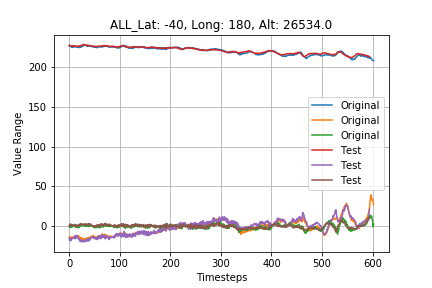 ALL_Lat: -40, Long: 180, Alt: 26534.0
Value Range
200
150
100
50
0
Original
Original
Original
Test
Test
Test
0 100 200 300 400 500 600
Timesteps